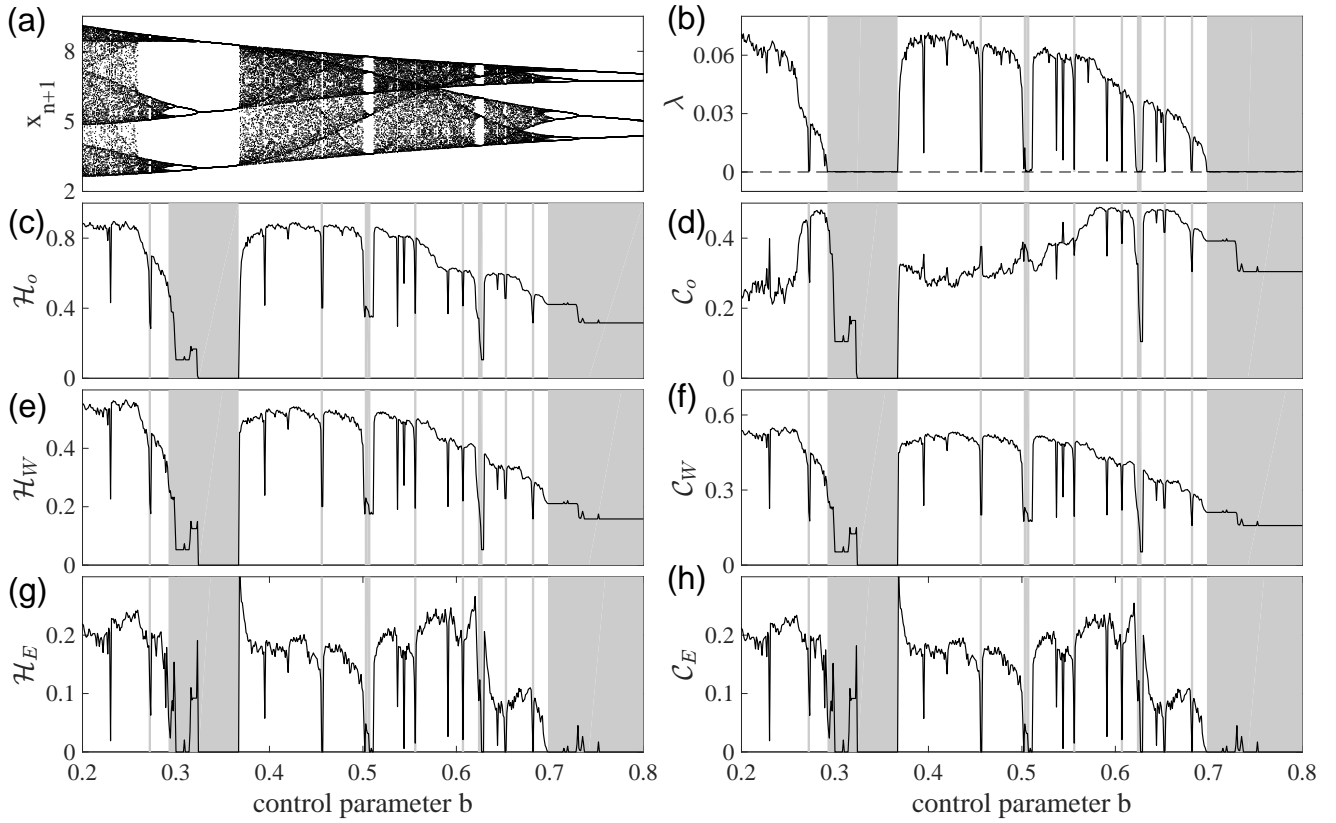 (a)
8
5
2
x_{n+1}
(b)
0.06
0.03
0
λ
(c)
0.8
0.4
0
ℋ_o
(d)
0.4
0.2
0
𝒞_o
(e)
0.4
0.2
0
ℋ_W
(f)
0.6
0.3
0
𝒞_W
(g)
0.2
0.1
0
ℋ_E
0.2 0.3 0.4 0.5 0.6 0.7 0.8
control parameter b
(h)
0.2
0.1
0
𝒞_E
0.2 0.3 0.4 0.5 0.6 0.7 0.8
control parameter b